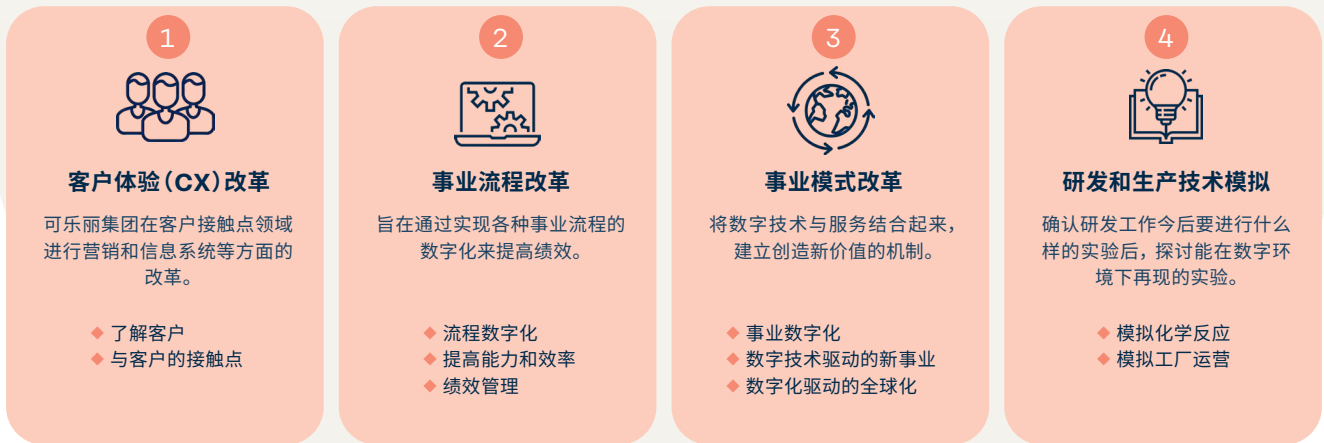 1
客户体验（CX）改革
可乐丽集团在客户接触点领域
进行营销和信息系统等方面的
改革。
◆ 了解客户
◆ 与客户的接触点
2
事业流程改革
旨在通过实现各种事业流程的
数字化来提高绩效。
◆ 流程数字化
◆ 提高能力和效率
◆ 绩效管理
3
事业模式改革
将数字技术与服务结合起来，
建立创造新价值的机制。
◆ 事业数字化
◆ 数字技术驱动的新事业
◆ 数字化驱动的全球化
4
研发和生产技术模拟
确认研发工作今后要进行什么
样的实验后，探讨能在数字环
境下再现的实验。
◆ 模拟化学反应
◆ 模拟工厂运营